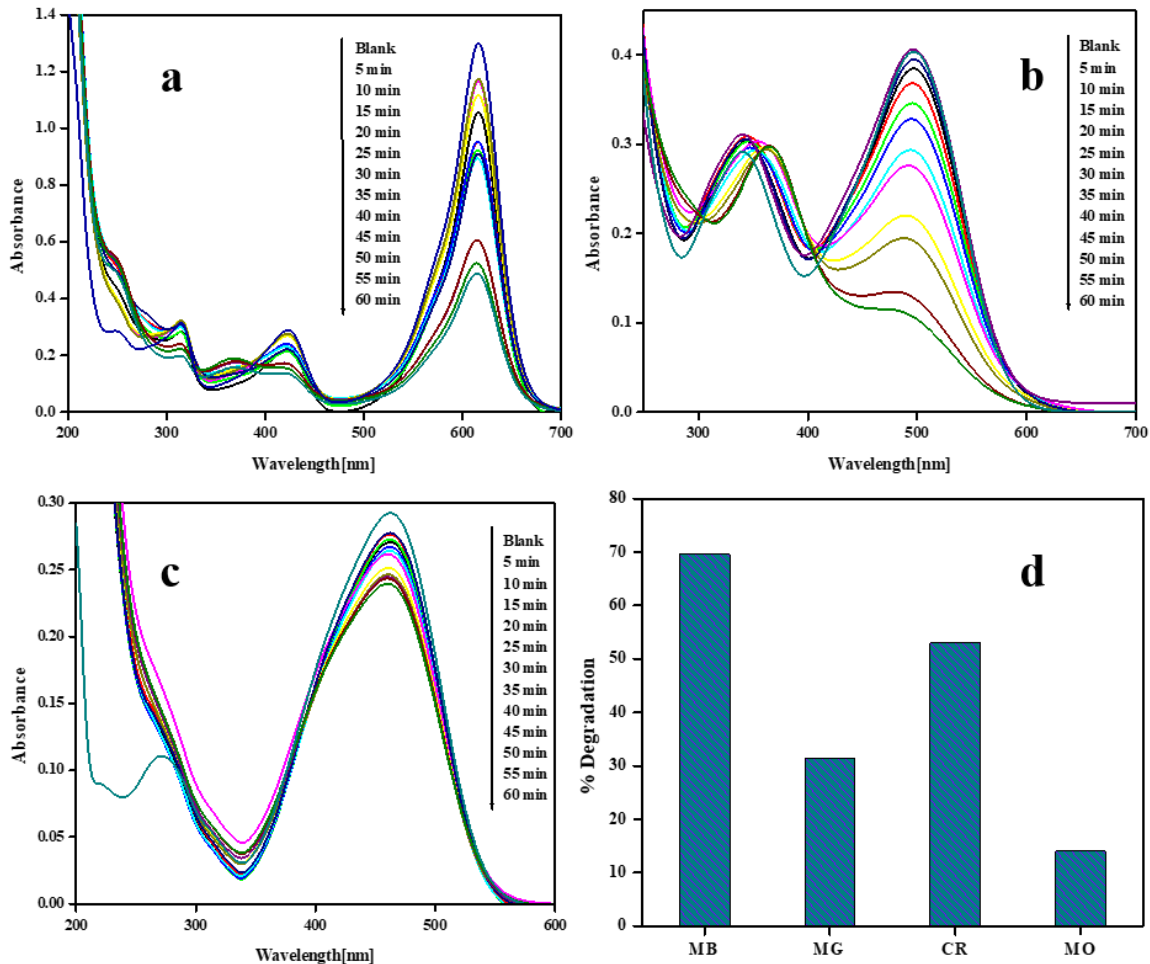 1.4
1.2
1.0
0.8
0.6
0.4
0.2
0.0
200
300
400
500
600
700
Absorbance
Wavelength[nm]
a
Blank
5 min
10 min
15 min
20 min
25 min
30 min
35 min
40 min
45 min
50 min
55 min
60 min
0.4
0.3
0.2
0.1
0.0
300
400
500
600
700
Absorbance
Wavelength[nm]
b
Blank
5 min
10 min
15 min
20 min
25 min
30 min
35 min
40 min
45 min
50 min
55 min
60 min
0.30
0.25
0.20
0.15
0.10
0.05
0.00
200
300
400
500
600
Absorbance
Wavelength[nm]
c
Blank
5 min
10 min
15 min
20 min
25 min
30 min
35 min
40 min
45 min
50 min
55 min
60 min
80
70
60
50
40
30
20
10
0
% Degradation
d
MB
MG
CR
MO